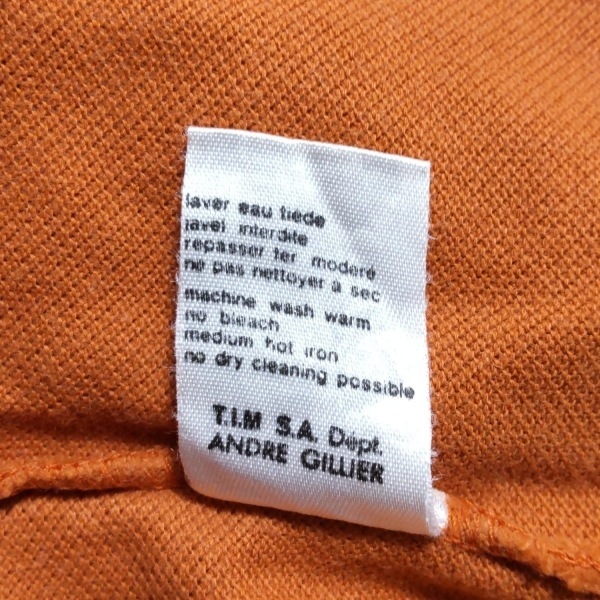 laver eau tiede
javel interdite
repasser fer moderé
ne pas nettoyer à sec
machine wash warm
no bleach
medium hot iron
no dry cleaning possible
T.I.M S.A. Dépt.
ANDRE GILLIER